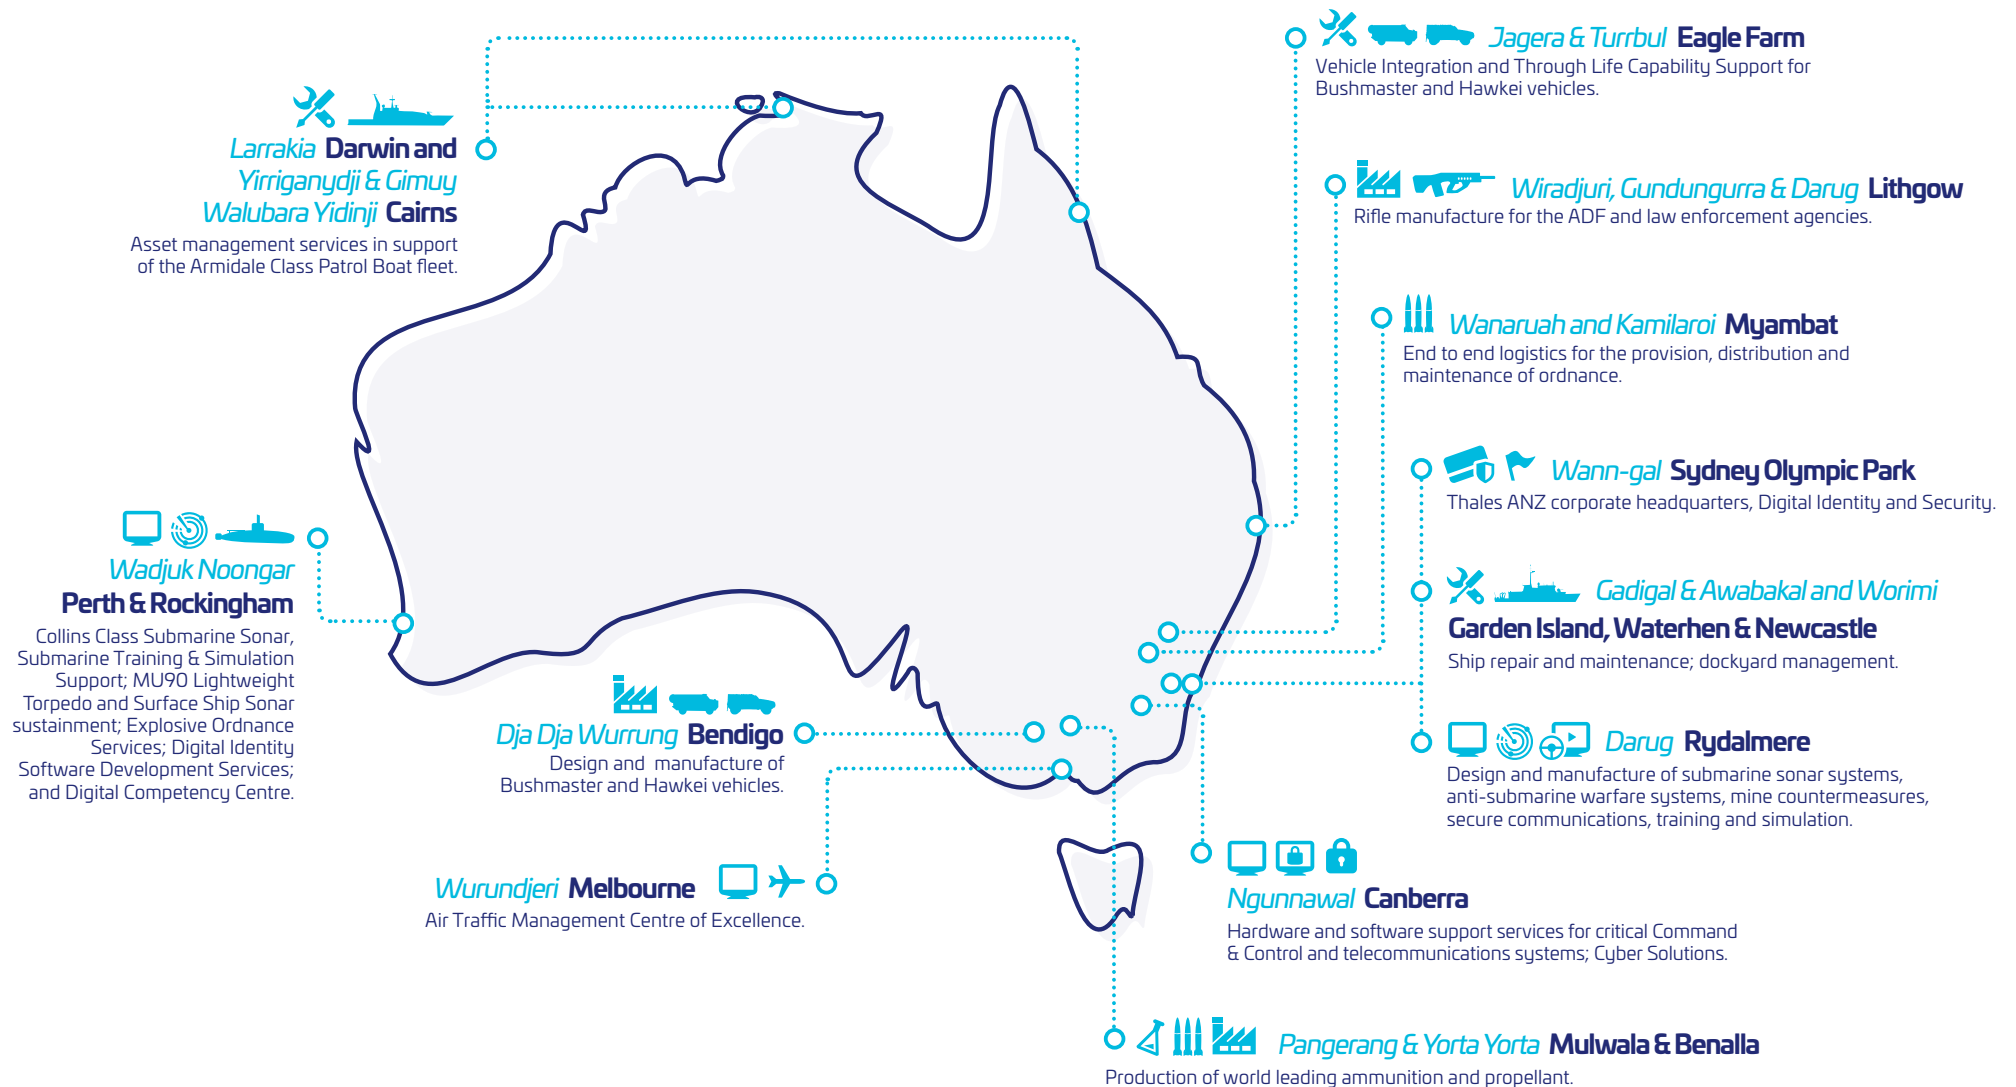 Larrakia Darwin and
Yirriganydji & Gimuy
Walubara Yidinji Cairns
Asset management services in support
of the Armidale Class Patrol Boat fleet.
Wadjuk Noongar
Perth & Rockingham
Collins Class Submarine Sonar,
Submarine Training & Simulation
Support; MU90 Lightweight
Torpedo and Surface Ship Sonar
sustainment; Explosive Ordnance
Services; Digital Identity
Software Development Services;
and Digital Competency Centre.
Dja Dja Wurrung Bendigo
Design and manufacture of
Bushmaster and Hawkei vehicles.
Wurundjeri Melbourne
Air Traffic Management Centre of Excellence.
Jagera & Turrbul Eagle Farm
Vehicle Integration and Through Life Capability Support for
Bushmaster and Hawkei vehicles.
Wiradjuri, Gundungurra & Darug Lithgow
Rifle manufacture for the ADF and law enforcement agencies.
Wanaruah and Kamilaroi Myambat
End to end logistics for the provision, distribution and
maintenance of ordnance.
Wann-gal Sydney Olympic Park
Thales ANZ corporate headquarters, Digital Identity and Security.
Gadigal & Awabakal and Worimi
Garden Island, Waterhen & Newcastle
Ship repair and maintenance; dockyard management.
Darug Rydalmere
Design and manufacture of submarine sonar systems,
anti-submarine warfare systems, mine countermeasures,
secure communications, training and simulation.
Ngunnawal Canberra
Hardware and software support services for critical Command
& Control and telecommunications systems; Cyber Solutions.
Pangerang & Yorta Yorta Mulwala & Benalla
Production of world leading ammunition and propellant.